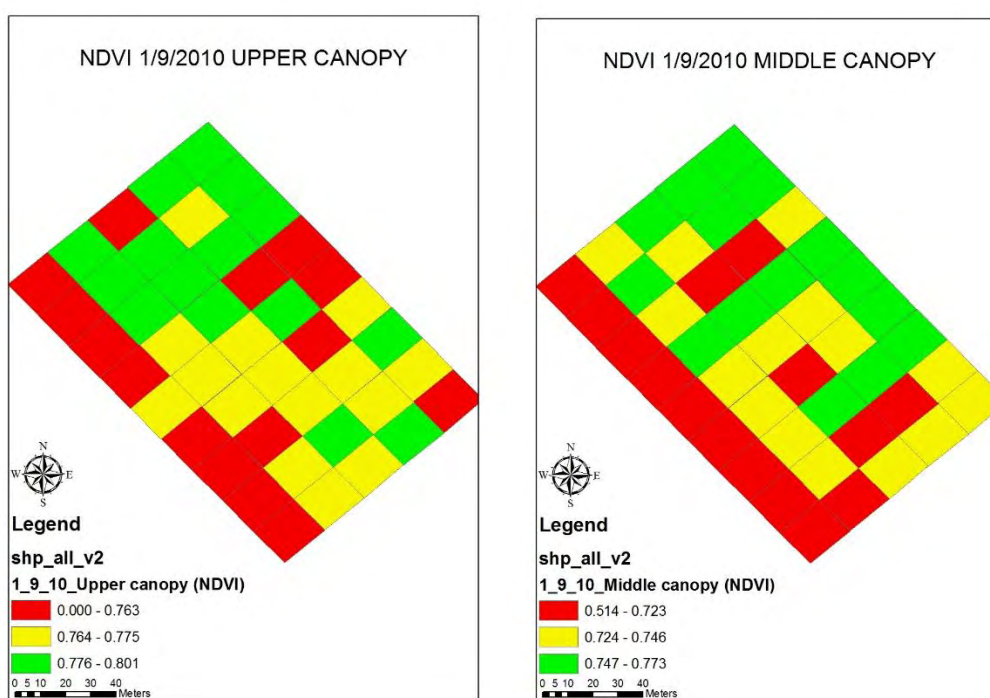 NDVI 1/9/2010 UPPER CANOPY
N
W E
S
Legend
shp_all_v2
1_9_10_Upper canopy (NDVI)
0.000 - 0.763
0.764 - 0.775
0.776 - 0.801
0 5 10 20 30 40
Meters
NDVI 1/9/2010 MIDDLE CANOPY
N
W E
S
Legend
shp_all_v2
1_9_10_Middle canopy (NDVI)
0.514 - 0.723
0.724 - 0.746
0.747 - 0.773
0 5 10 20 30 40
Meters